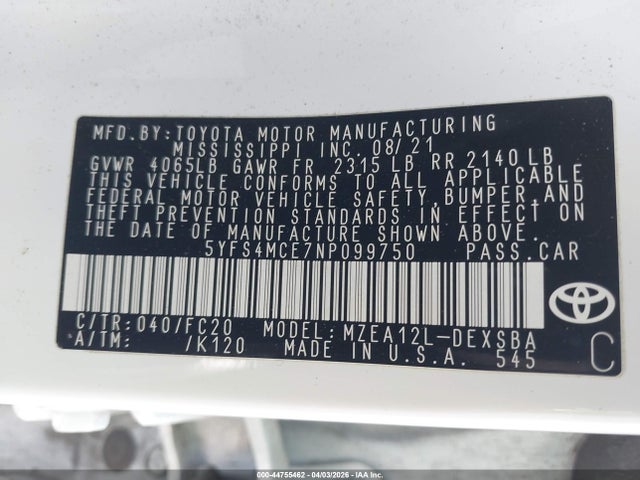 MFD. BY: TOYOTA MOTOR MANUFACTURING
MISSISSIPPI INC. 08/21
GVWR 4065LB GAWR FR 2315 LB RR 2140 LB
THIS VEHICLE CONFORMS TO ALL APPLICABLE
FEDERAL MOTOR VEHICLE SAFETY, BUMPER, AND
THEFT PREVENTION STANDARDS IN EFFECT ON
THE DATE OF MANUFACTURE SHOWN ABOVE.
5YFS4MCE7NP099750 PASS.CAR
C/TR: 040/FC20 MODEL: MZEA12L-DEXSBA
A/TM: /K120 MADE IN U.S.A. 545
C
000-44755462 - 04/03/2026 - IAA Inc.